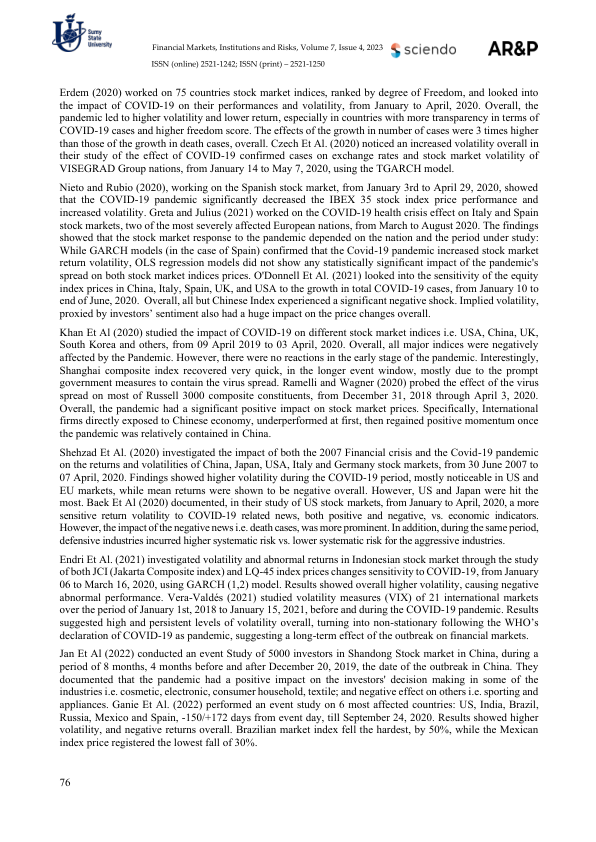 Sumy
State
University
Financial Markets, Institutions and Risks, Volume 7, Issue 4, 2023
sciendo
AR&P
ISSN (online) 2521-1242; ISSN (print) – 2521-1250
Erdem (2020) worked on 75 countries stock market indices, ranked by degree of Freedom, and looked into
the impact of COVID-19 on their performances and volatility, from January to April, 2020. Overall, the
pandemic led to higher volatility and lower return, especially in countries with more transparency in terms of
COVID-19 cases and higher freedom score. The effects of the growth in number of cases were 3 times higher
than those of the growth in death cases, overall. Czech Et Al. (2020) noticed an increased volatility overall in
their study of the effect of COVID-19 confirmed cases on exchange rates and stock market volatility of
VISEGRAD Group nations, from January 14 to May 7, 2020, using the TGARCH model.
Nieto and Rubio (2020), working on the Spanish stock market, from January 3rd to April 29, 2020, showed
that the COVID-19 pandemic significantly decreased the IBEX 35 stock index price performance and
increased volatility. Greta and Julius (2021) worked on the COVID-19 health crisis effect on Italy and Spain
stock markets, two of the most severely affected European nations, from March to August 2020. The findings
showed that the stock market response to the pandemic depended on the nation and the period under study:
While GARCH models (in the case of Spain) confirmed that the Covid-19 pandemic increased stock market
return volatility, OLS regression models did not show any statistically significant impact of the pandemic's
spread on both stock market indices prices. O'Donnell Et Al. (2021) looked into the sensitivity of the equity
index prices in China, Italy, Spain, UK, and USA to the growth in total COVID-19 cases, from January 10 to
end of June, 2020. Overall, all but Chinese Index experienced a significant negative shock. Implied volatility,
proxied by investors’ sentiment also had a huge impact on the price changes overall.
Khan Et Al (2020) studied the impact of COVID-19 on different stock market indices i.e. USA, China, UK,
South Korea and others, from 09 April 2019 to 03 April, 2020. Overall, all major indices were negatively
affected by the Pandemic. However, there were no reactions in the early stage of the pandemic. Interestingly,
Shanghai composite index recovered very quick, in the longer event window, mostly due to the prompt
government measures to contain the virus spread. Ramelli and Wagner (2020) probed the effect of the virus
spread on most of Russell 3000 composite constituents, from December 31, 2018 through April 3, 2020.
Overall, the pandemic had a significant positive impact on stock market prices. Specifically, International
firms directly exposed to Chinese economy, underperformed at first, then regained positive momentum once
the pandemic was relatively contained in China.
Shehzad Et Al. (2020) investigated the impact of both the 2007 Financial crisis and the Covid-19 pandemic
on the returns and volatilities of China, Japan, USA, Italy and Germany stock markets, from 30 June 2007 to
07 April, 2020. Findings showed higher volatility during the COVID-19 period, mostly noticeable in US and
EU markets, while mean returns were shown to be negative overall. However, US and Japan were hit the
most. Baek Et Al (2020) documented, in their study of US stock markets, from January to April, 2020, a more
sensitive return volatility to COVID-19 related news, both positive and negative, vs. economic indicators.
However, the impact of the negative news i.e. death cases, was more prominent. In addition, during the same period,
defensive industries incurred higher systematic risk vs. lower systematic risk for the aggressive industries.
Endri Et Al. (2021) investigated volatility and abnormal returns in Indonesian stock market through the study
of both JCI (Jakarta Composite index) and LQ-45 index prices changes sensitivity to COVID-19, from January
06 to March 16, 2020, using GARCH (1,2) model. Results showed overall higher volatility, causing negative
abnormal performance. Vera-Valdés (2021) studied volatility measures (VIX) of 21 international markets
over the period of January 1st, 2018 to January 15, 2021, before and during the COVID-19 pandemic. Results
suggested high and persistent levels of volatility overall, turning into non-stationary following the WHO’s
declaration of COVID-19 as pandemic, suggesting a long-term effect of the outbreak on financial markets.
Jan Et Al (2022) conducted an event Study of 5000 investors in Shandong Stock market in China, during a
period of 8 months, 4 months before and after December 20, 2019, the date of the outbreak in China. They
documented that the pandemic had a positive impact on the investors' decision making in some of the
industries i.e. cosmetic, electronic, consumer household, textile; and negative effect on others i.e. sporting and
appliances. Ganie Et Al. (2022) performed an event study on 6 most affected countries: US, India, Brazil,
Russia, Mexico and Spain, -150/+172 days from event day, till September 24, 2020. Results showed higher
volatility, and negative returns overall. Brazilian market index fell the hardest, by 50%, while the Mexican
index price registered the lowest fall of 30%.
76